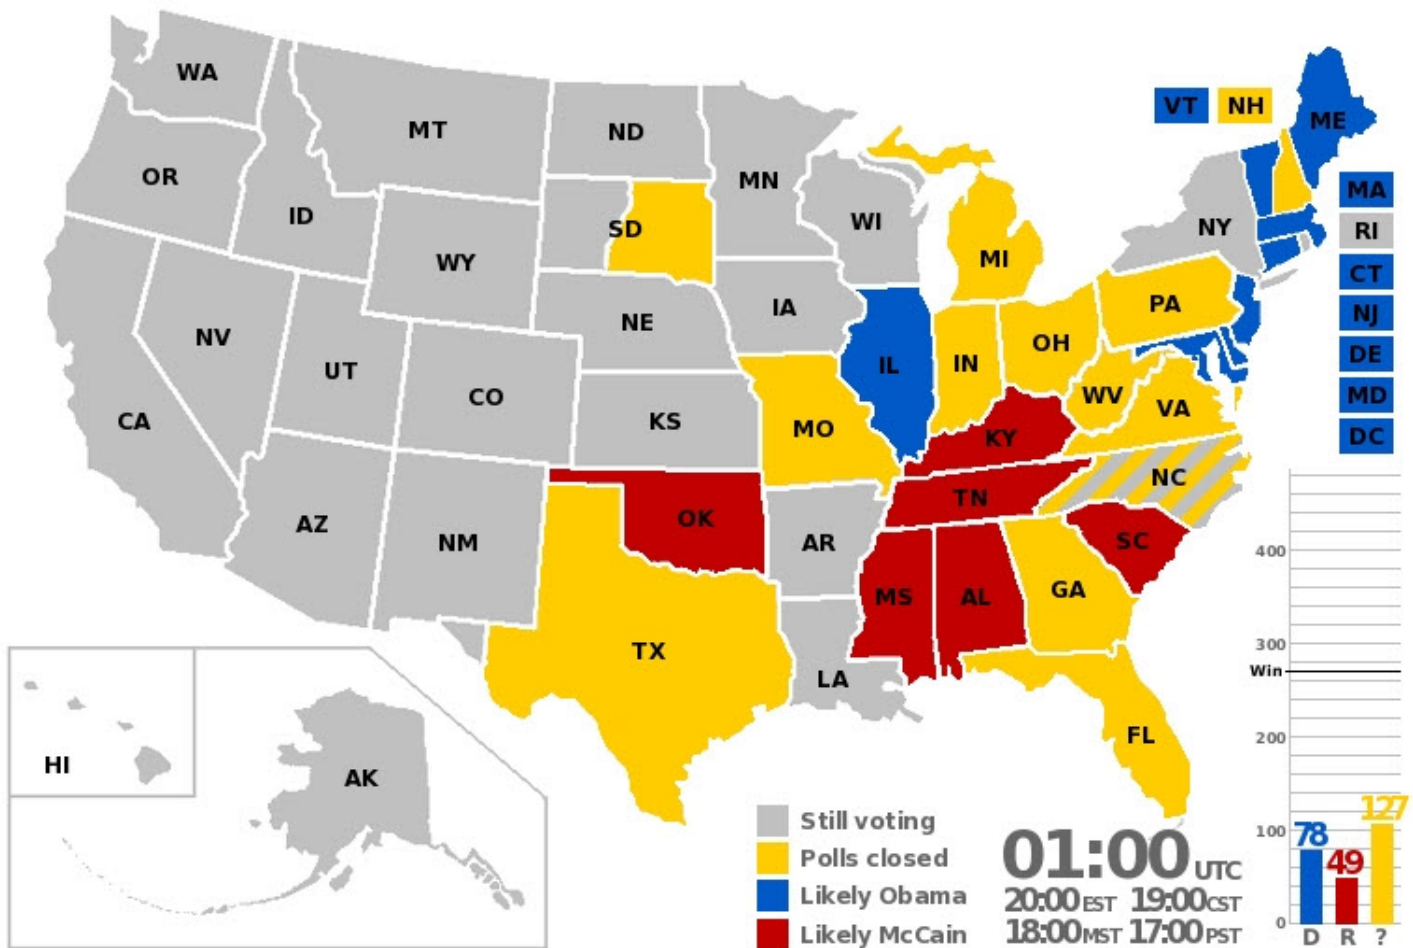 WA
MT
ND
MN
VT NH
ME
OR
ID
SD
WI
MA
WY
MI
NY
RI
IA
CT
NV
NE
PA
NJ
UT
CO
IL
IN
OH
DE
CA
KS
MO
WV
VA
MD
KY
DC
AZ
NM
OK
AR
TN
NC
SC
400
MS
AL
GA
TX
LA
300
Win
FL
200
HI
AK
Still voting
Polls closed
Likely Obama
Likely McCain
01:00 UTC
20:00 EST 19:00 CST
18:00 MST 17:00 PST
127
100
78
49
0
D R ?